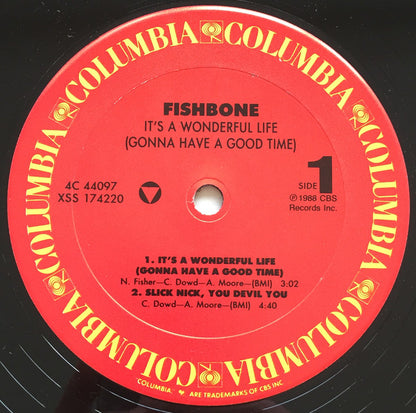 COLUMBIA COLUMBIA COLUMBIA COLUMBIA COLUMBIA COLUMBIA
FISHBONE
IT'S A WONDERFUL LIFE
(GONNA HAVE A GOOD TIME)
4C 44097
XSS 174220
SIDE 1
℗ 1988 CBS
Records Inc.
1. IT'S A WONDERFUL LIFE
(GONNA HAVE A GOOD TIME)
N. Fisher—C. Dowd—A. Moore—(BMI) 3:02
2. SLICK NICK, YOU DEVIL YOU
C. Dowd—A. Moore—(BMI) 4:40
"COLUMBIA," ARE TRADEMARKS OF CBS INC.